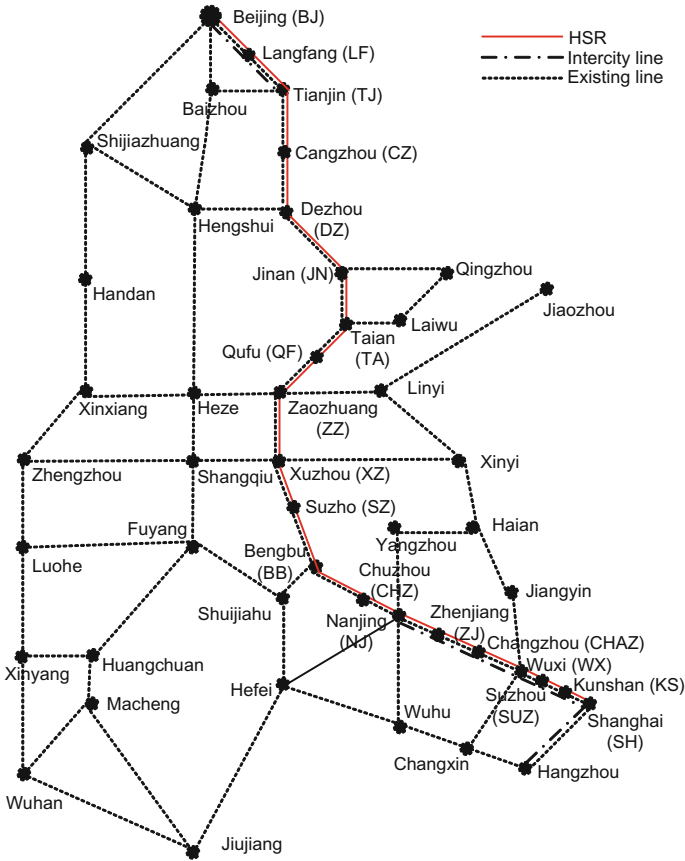 Beijing (BJ)
HSR
Intercity line
Existing line
Langfang (LF)
Tianjin (TJ)
Baizhou
Shijiazhuang
Cangzhou (CZ)
Dezhou
(DZ)
Hengshui
Jinan (JN)
Qingzhou
Handan
Jiaozhou
Laiwu
Taian
(TA)
Qufu (QF)
Linyi
Xinxiang
Heze
Zaozhuang
(ZZ)
Zhengzhou
Shangqiu
Xuzhou (XZ)
Xinyi
Suzho (SZ)
Fuyang
Haian
Yangzhou
Luohe
Bengbu
(BB)
Chuzhou
(CHZ)
Jiangyin
Shuijiahu
Nanjing
(NJ)
Zhenjiang
(ZJ)
Changzhou (CHAZ)
Wuxi (WX)
Xinyang
Huangchuan
Hefei
Suzhou
(SUZ)
Kunshan (KS)
Macheng
Wuhu
Shanghai
(SH)
Changxin
Hangzhou
Wuhan
Jiujiang